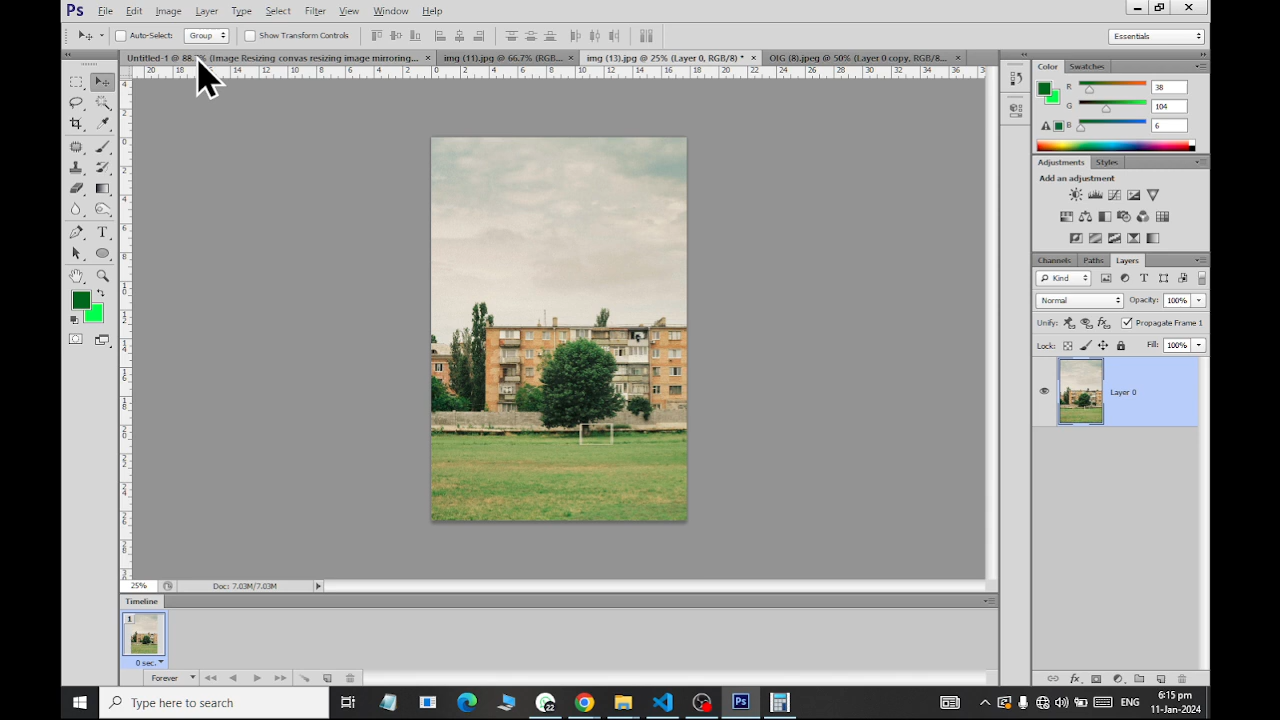 Ps File Edit Image Layer Type Select Filter View Window Help
Auto-Select: Group Show Transform Controls Essentials
Untitled-1 @ 88. (Image Resizing convas resizing image mirroring... × img (11).jpg @ 66.7% (RGB... × img (13).jpg @ 25% (Layer 0, RGB/8) * × OIG (8).jpeg @ 50% (Layer 0 copy, RGB/8... ×
Color Swatches
R 38
G 104
B 6
Adjustments Styles
Add an adjustment
Channels Paths Layers
Kind
Normal Opacity: 100%
Unify: Propagate Frame 1
Lock: Fill: 100%
Layer 0
25% Doc: 7.03M/7.03M
Timeline
1
0 sec.
Forever
Type here to search
ENG
6:15 pm
11-Jan-2024